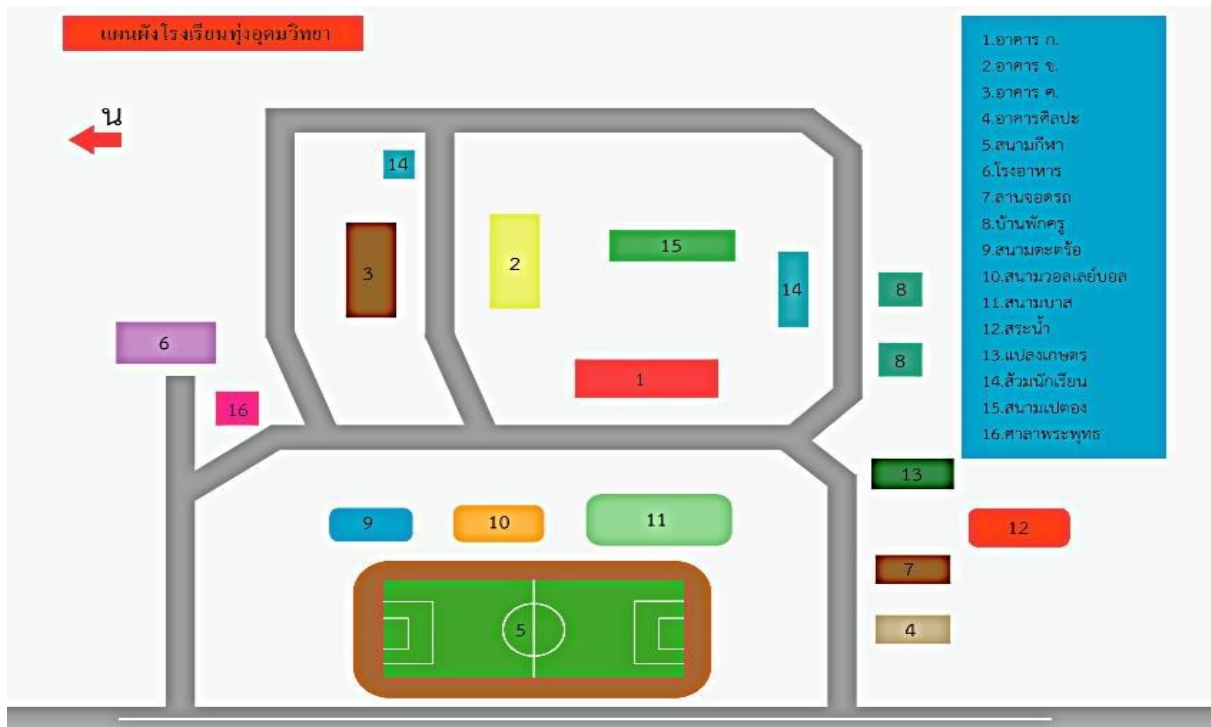 แผนผังโรงเรียนทุ่งอุดมวิทยา
น
1.อาคาร ก.
2.อาคาร ข.
3.อาคาร ค.
4.อาคารศิลปะ
5.สนามกีฬา
6.โรงอาหาร
7.ลานจอดรถ
8.บ้านพักครู
9.สนามตะกร้อ
10.สนามวอลเลย์บอล
11.สนามบาส
12.สระน้ำ
13.แปลงเกษตร
14.ส้วมนักเรียน
15.สนามเปตอง
16.ศาลาพระพุทธ
14
3
2
15
14
8
6
1
8
16
13
9
10
11
12
7
5
4